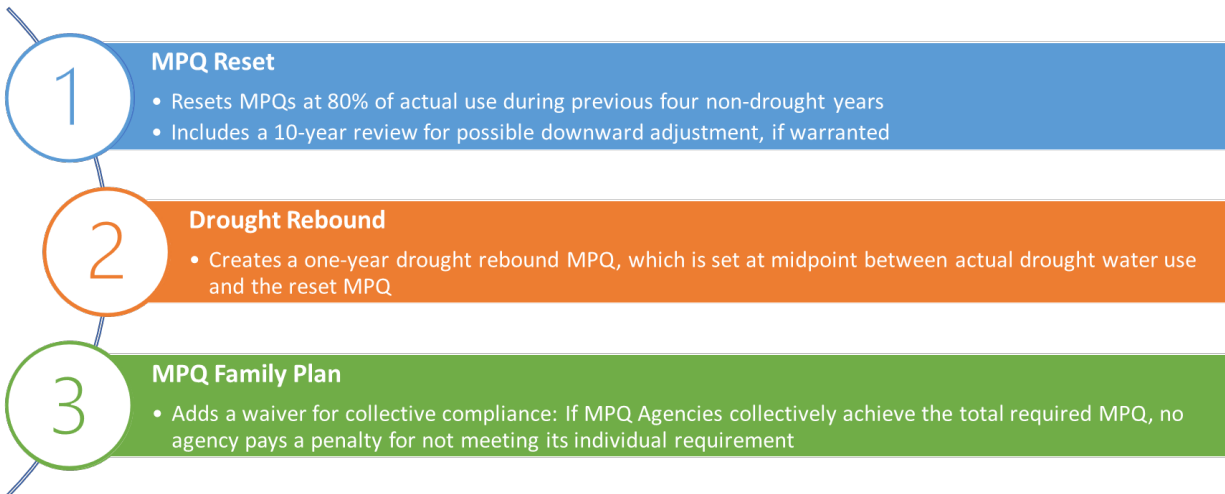 1
MPQ Reset
• Resets MPQs at 80% of actual use during previous four non-drought years
• Includes a 10-year review for possible downward adjustment, if warranted
2
Drought Rebound
• Creates a one-year drought rebound MPQ, which is set at midpoint between actual drought water use
and the reset MPQ
3
MPQ Family Plan
• Adds a waiver for collective compliance: If MPQ Agencies collectively achieve the total required MPQ, no
agency pays a penalty for not meeting its individual requirement